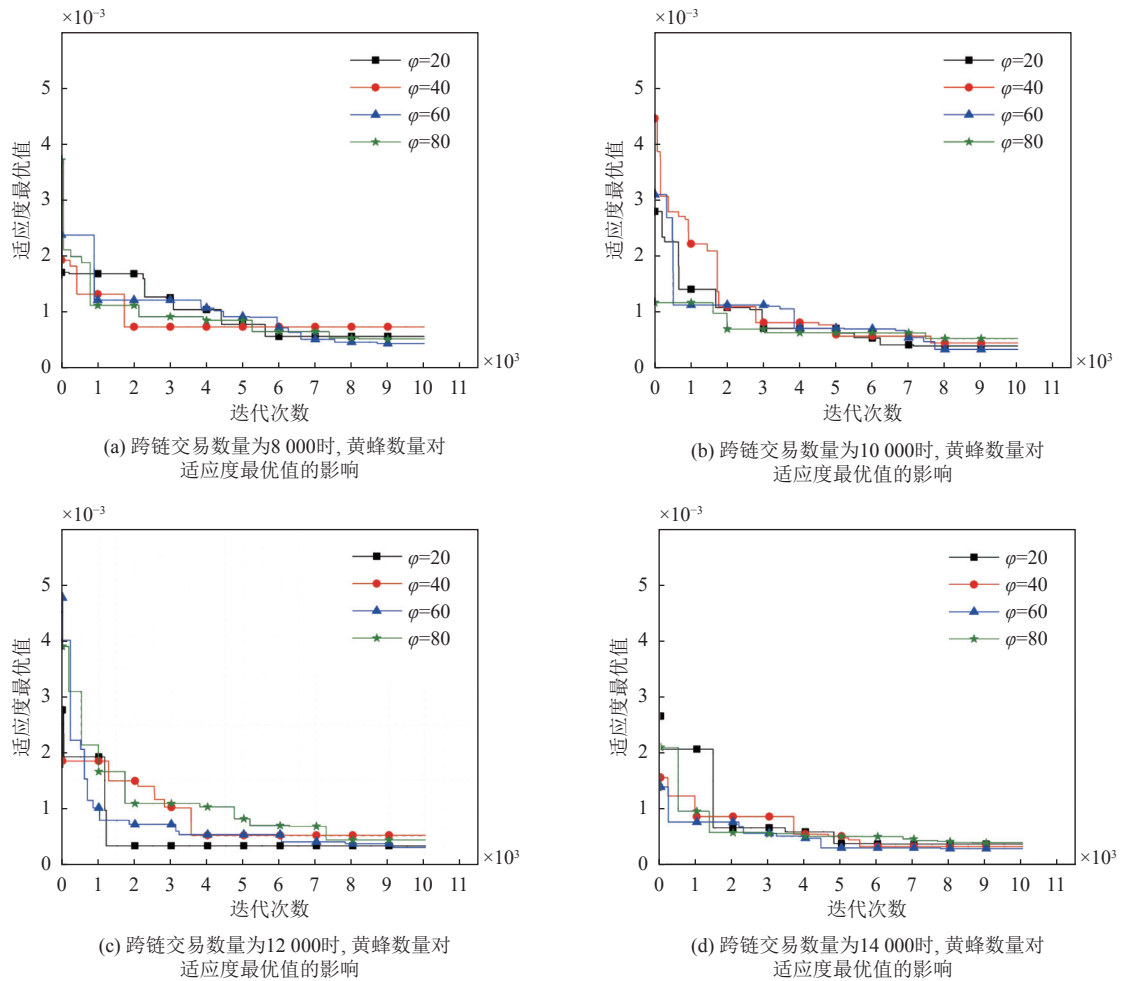 ×10⁻³
5
4
3
2
1
0
适应度最优值
φ=20
φ=40
φ=60
φ=80
×10³
0 1 2 3 4 5 6 7 8 9 10 11
迭代次数
(a) 跨链交易数量为8 000时, 黄蜂数量对
适应度最优值的影响
×10⁻³
5
4
3
2
1
0
适应度最优值
φ=20
φ=40
φ=60
φ=80
×10³
0 1 2 3 4 5 6 7 8 9 10 11
迭代次数
(b) 跨链交易数量为10 000时, 黄蜂数量对
适应度最优值的影响
×10⁻³
5
4
3
2
1
0
适应度最优值
φ=20
φ=40
φ=60
φ=80
×10³
0 1 2 3 4 5 6 7 8 9 10 11
迭代次数
(c) 跨链交易数量为12 000时, 黄蜂数量对
适应度最优值的影响
×10⁻³
5
4
3
2
1
0
适应度最优值
φ=20
φ=40
φ=60
φ=80
×10³
0 1 2 3 4 5 6 7 8 9 10 11
迭代次数
(d) 跨链交易数量为14 000时, 黄蜂数量对
适应度最优值的影响